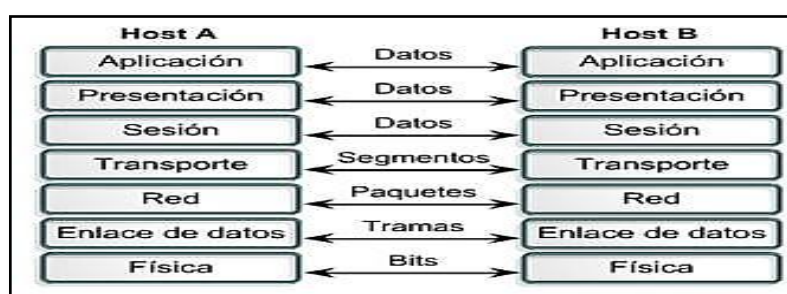 Host A Host B
Aplicación Datos Aplicación
Presentación Datos Presentación
Sesión Datos Sesión
Transporte Segmentos Transporte
Red Paquetes Red
Enlace de datos Tramas Enlace de datos
Física Bits Física